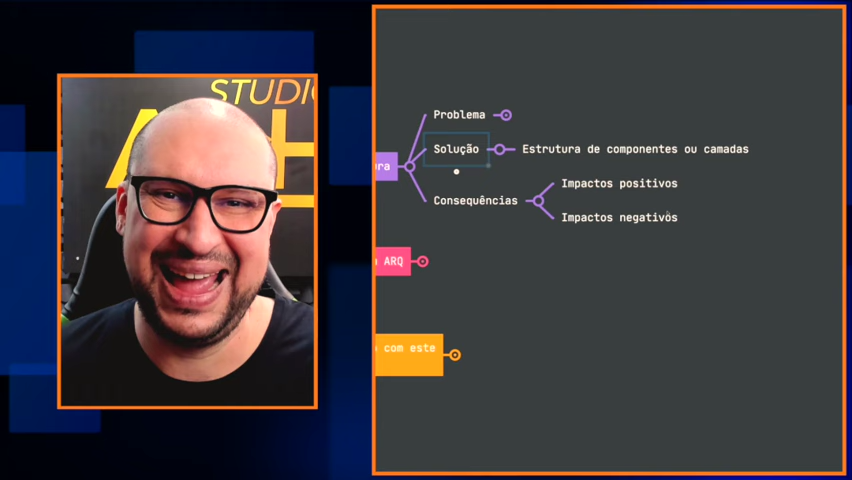 STUDIO
Problema
Solução
Estrutura de componentes ou camadas
ura
Impactos positivos
Consequências
Impactos negativos
ARQ
com este